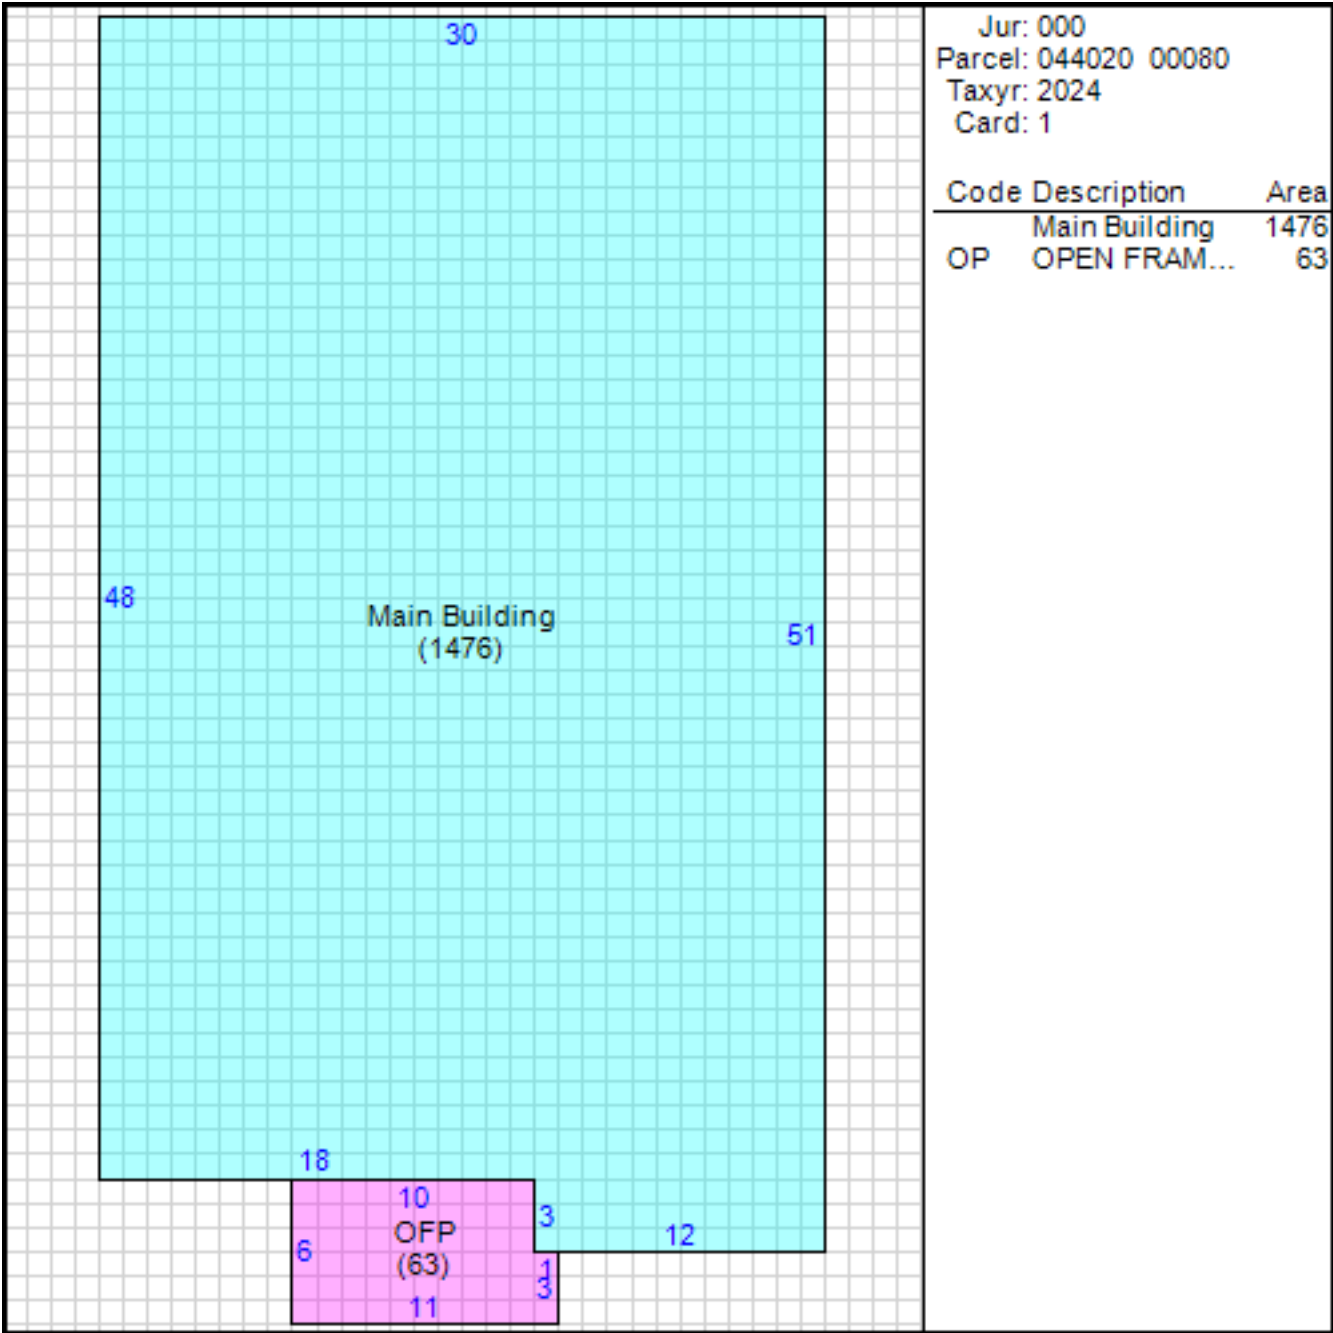 30
48
Main Building
(1476)
51
18
10
OFP
(63)
6
3
12
1
3
11
Jur: 000
Parcel: 044020 00080
Taxyr: 2024
Card: 1
Code Description Area
Main Building 1476
OP OPEN FRAM... 63